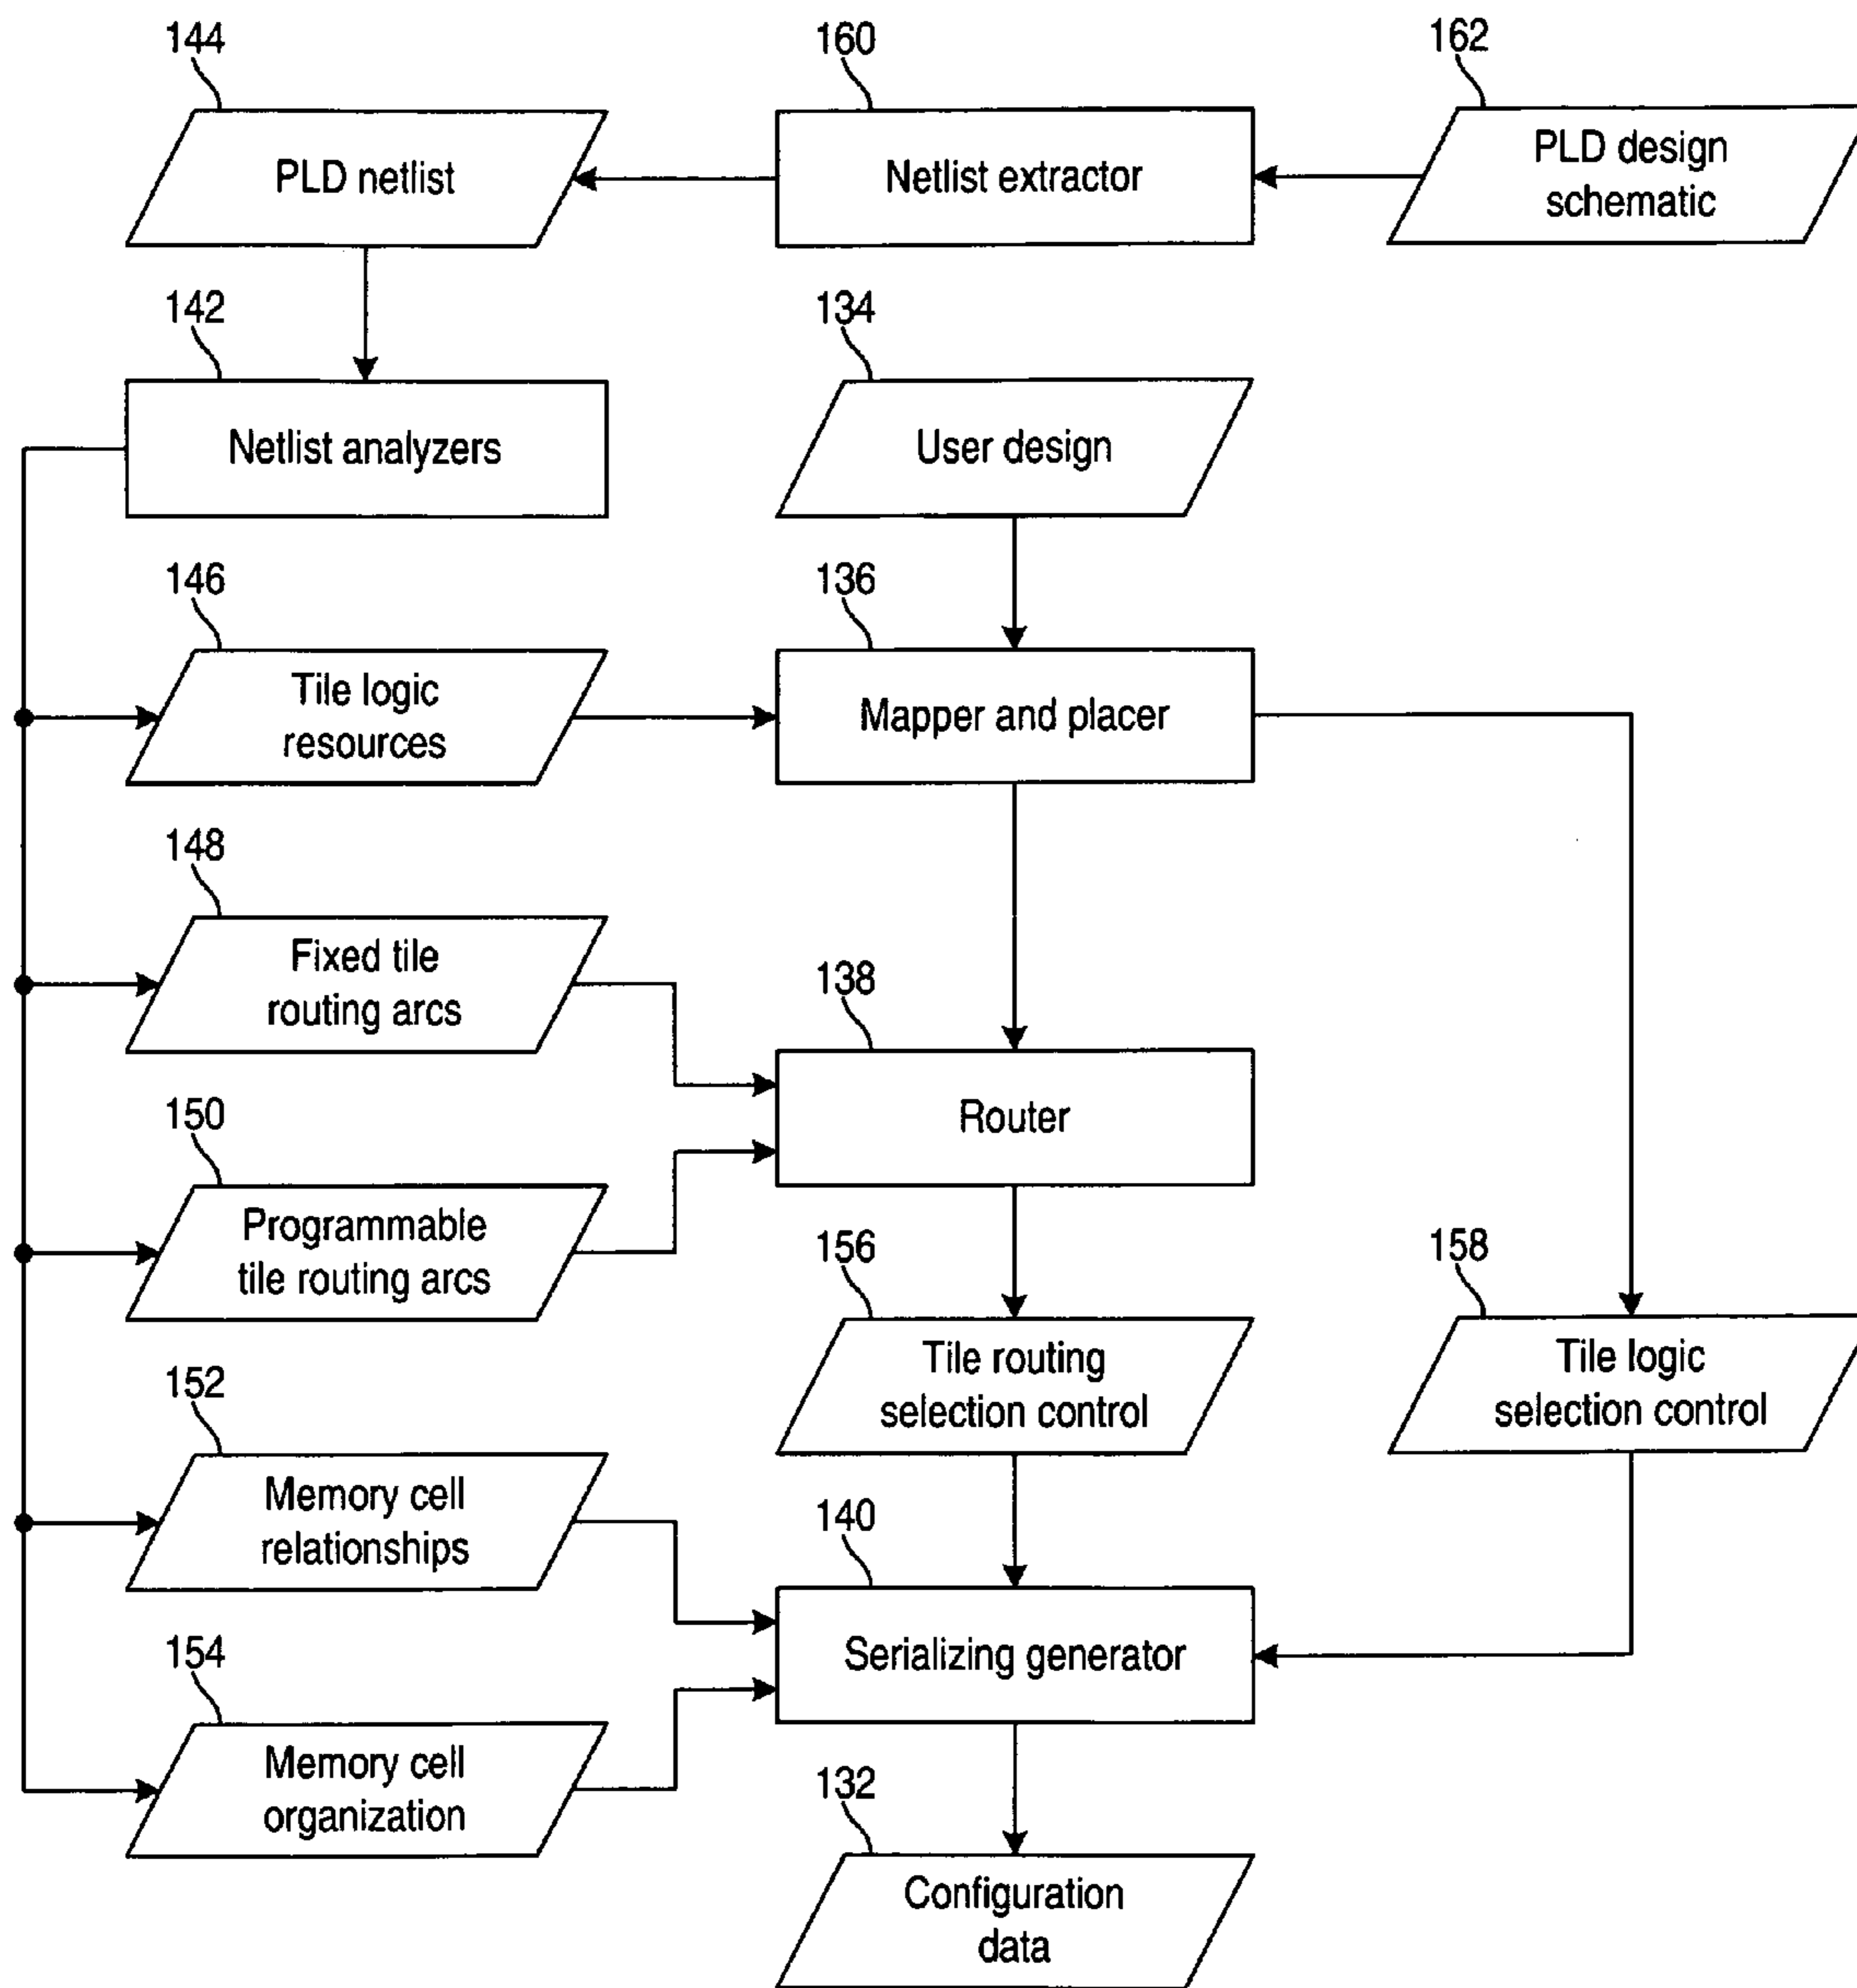 144
160
162
PLD netlist
Netlist extractor
PLD design
schematic
142
134
Netlist analyzers
User design
146
136
Tile logic
resources
Mapper and placer
148
Fixed tile
routing arcs
138
Router
150
Programmable
tile routing arcs
156
Tile routing
selection control
158
Tile logic
selection control
152
Memory cell
relationships
140
Serializing generator
154
Memory cell
organization
132
Configuration
data